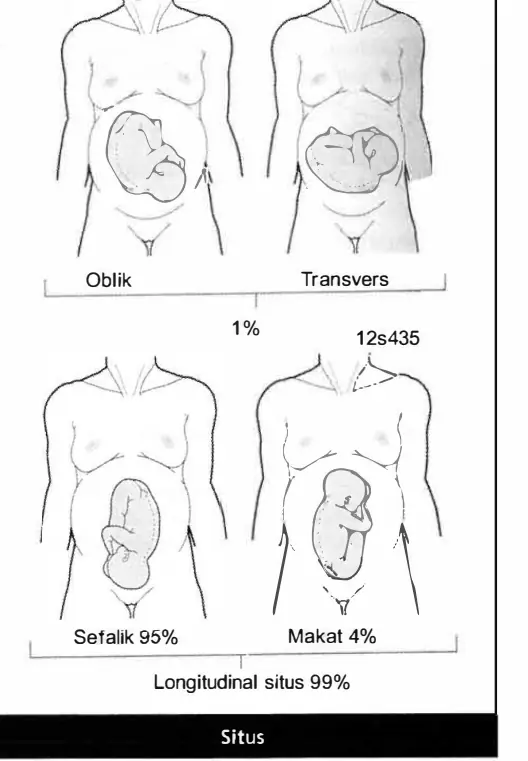 Oblik Transvers
1%
12s435
Sefalik 95% Makat 4%
Longitudinal situs 99%
Situs